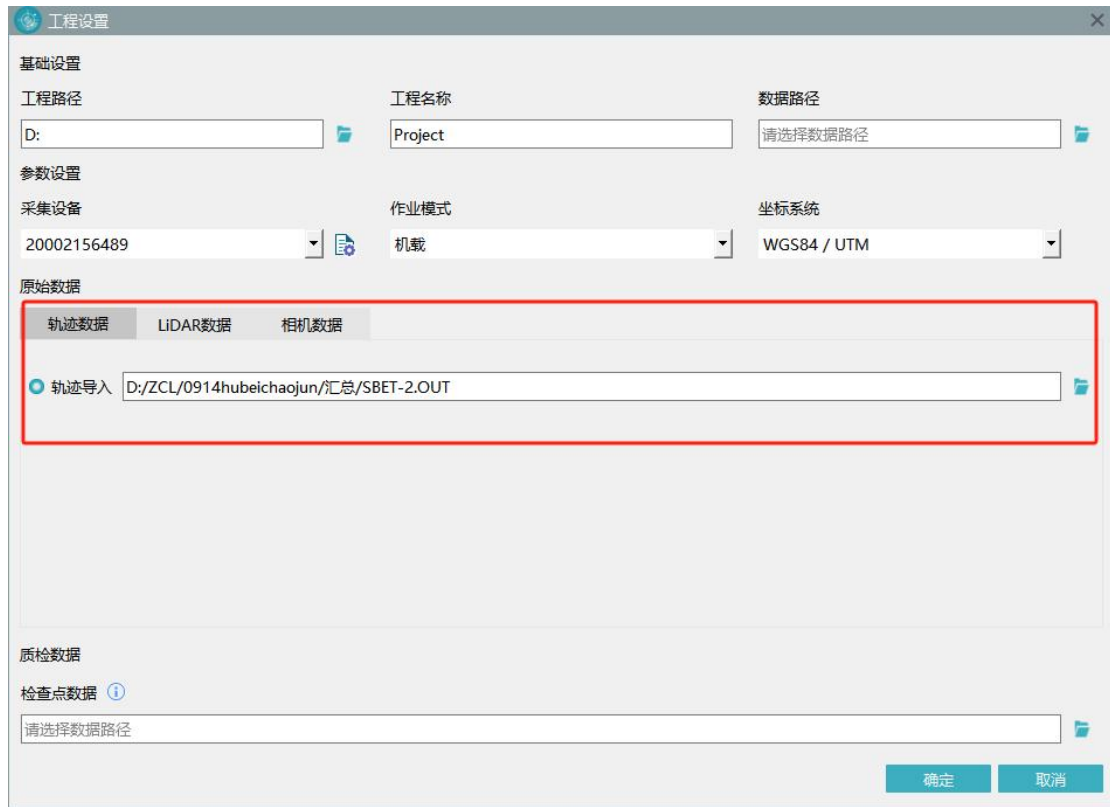 工程设置
基础设置
工程路径 工程名称 数据路径
D: Project 请选择数据路径
参数设置
采集设备 作业模式 坐标系统
20002156489 机载 WGS84 / UTM
原始数据
轨迹数据 LiDAR数据 相机数据
轨迹导入 D:/ZCL/0914hubeichaojun/汇总/SBET-2.OUT
质检数据
检查点数据
请选择数据路径
确定 取消